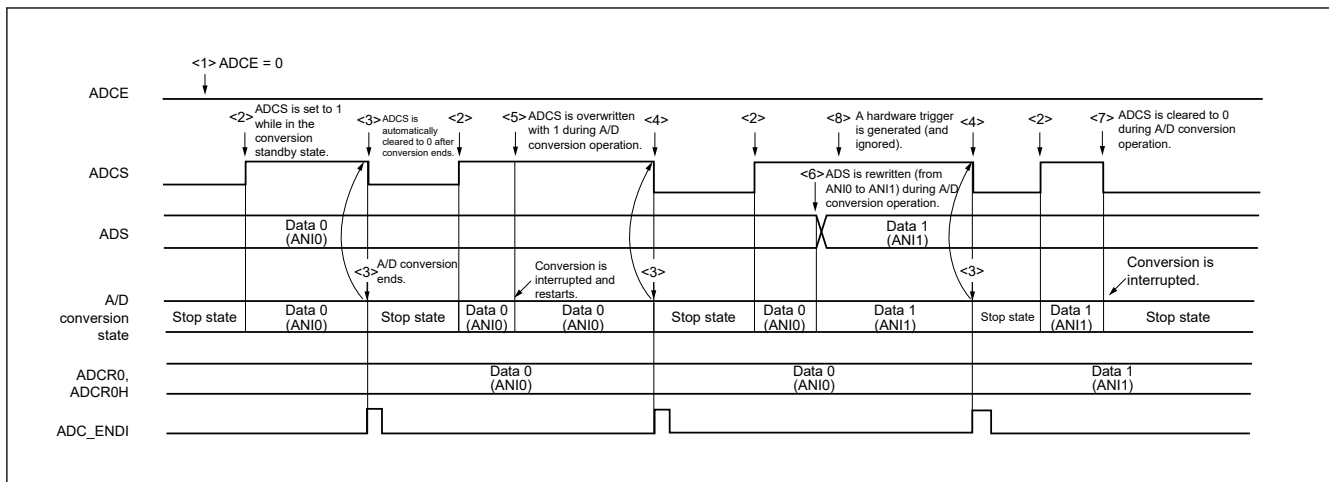 <1> ADCE = 0
ADCE
<2> ADCS is set to 1
while in the
conversion
standby state.
<3> ADCS is
automatically
cleared to 0 after
conversion ends.
<2>
<5> ADCS is overwritten
with 1 during A/D
conversion operation.
<4>
<2>
<8> A hardware trigger
is generated (and
ignored).
<4>
<2>
<7> ADCS is cleared to 0
during A/D conversion
operation.
ADCS
<6> ADS is rewritten (from
ANI0 to ANI1) during A/D
conversion operation.
ADS
Data 0
(ANI0)
Data 1
(ANI1)
<3> A/D conversion
ends.
Conversion is
interrupted and
restarts.
<3>
<3>
Conversion is
interrupted.
A/D
conversion
state
Stop state
Data 0
(ANI0)
Stop state
Data 0
(ANI0)
Data 0
(ANI0)
Stop state
Data 0
(ANI0)
Data 1
(ANI1)
Stop state
Data 1
(ANI1)
Stop state
ADCR0,
ADCR0H
Data 0
(ANI0)
Data 0
(ANI0)
Data 1
(ANI1)
ADC_ENDI